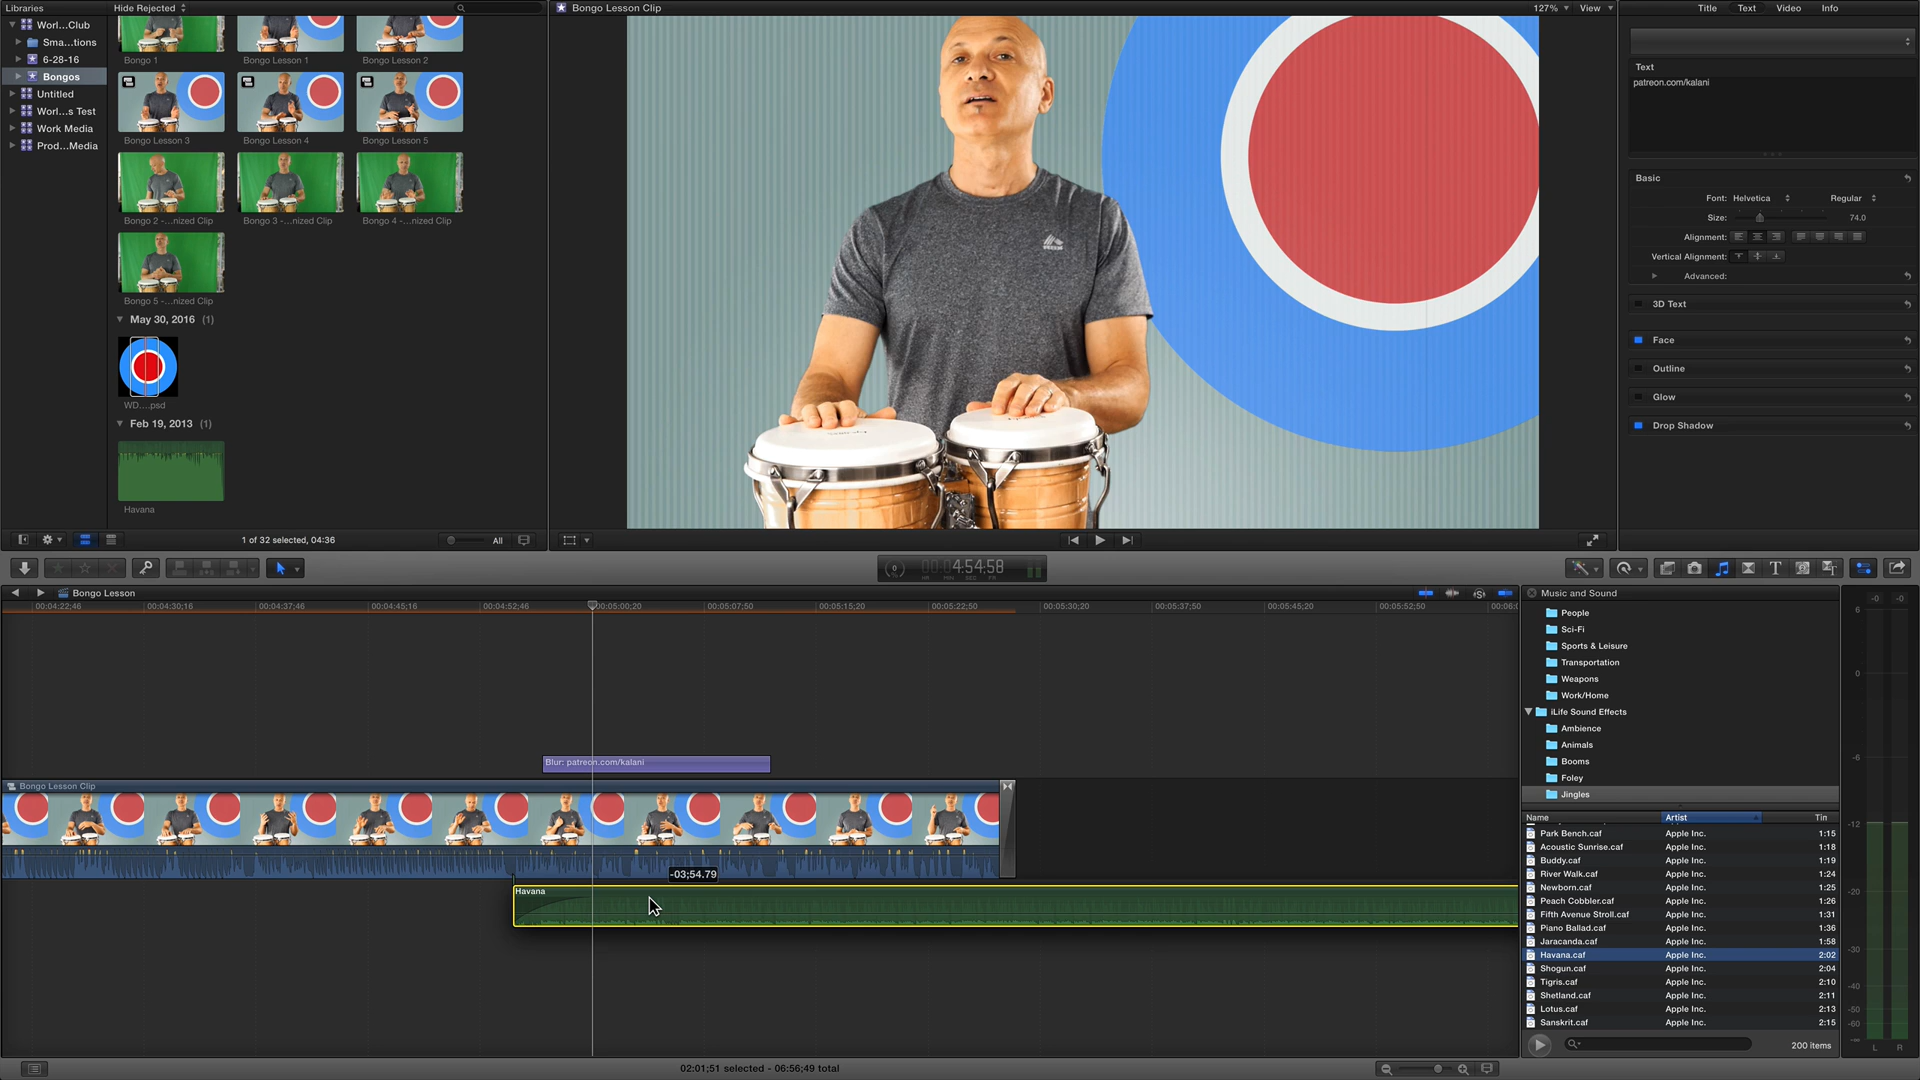 Libraries
Hide Rejected
Bongo Lesson Clip
127%
View
Title
Text
Video
Info
Worl...Club
Sma...tions
6-28-16
Bongos
Untitled
Worl...s Test
Work Media
Prod...Media
Bongo 1
Bongo Lesson 1
Bongo Lesson 2
Bongo Lesson 3
Bongo Lesson 4
Bongo Lesson 5
Bongo 2 -...nized Clip
Bongo 3 -...nized Clip
Bongo 4 -...nized Clip
Bongo 5 -...nized Clip
May 30, 2016 (1)
WD....psd
Feb 19, 2013 (1)
Havana
1 of 32 selected, 04:36
All
Text
patreon.com/kalani
Basic
Font: Helvetica Regular
Size: 74.0
Alignment:
Vertical Alignment:
Advanced:
3D Text
Face
Outline
Glow
Drop Shadow
00:04:54.58
HR MIN SEC FR
Bongo Lesson
00:04:22;46
00:04:30;16
00:04:37;46
00:04:45;16
00:04:52;46
00:05:00;20
00:05:07;50
00:05:15;20
00:05:22;50
00:05:30;20
00:05:37;50
00:05:45;20
00:05:52;50
Blur: patreon.com/kalani
Bongo Lesson Clip
-03;54.79
Havana
Music and Sound
People
Sci-Fi
Sports & Leisure
Transportation
Weapons
Work/Home
iLife Sound Effects
Ambience
Animals
Booms
Foley
Jingles
Name Artist Tin
Park Bench.caf Apple Inc. 1:15
Acoustic Sunrise.caf Apple Inc. 1:18
Buddy.caf Apple Inc. 1:19
River Walk.caf Apple Inc. 1:24
Newborn.caf Apple Inc. 1:25
Peach Cobbler.caf Apple Inc. 1:26
Fifth Avenue Stroll.caf Apple Inc. 1:31
Piano Ballad.caf Apple Inc. 1:36
Jaracanda.caf Apple Inc. 1:58
Havana.caf Apple Inc. 2:02
Shogun.caf Apple Inc. 2:04
Tigris.caf Apple Inc. 2:10
Shetland.caf Apple Inc. 2:11
Lotus.caf Apple Inc. 2:13
Sanskrit.caf Apple Inc. 2:15
200 items
-0 -0
6
0
-6
-12
-20
-30
-40
-50
-60
-∞
L R
02:01;51 selected - 06:56;49 total